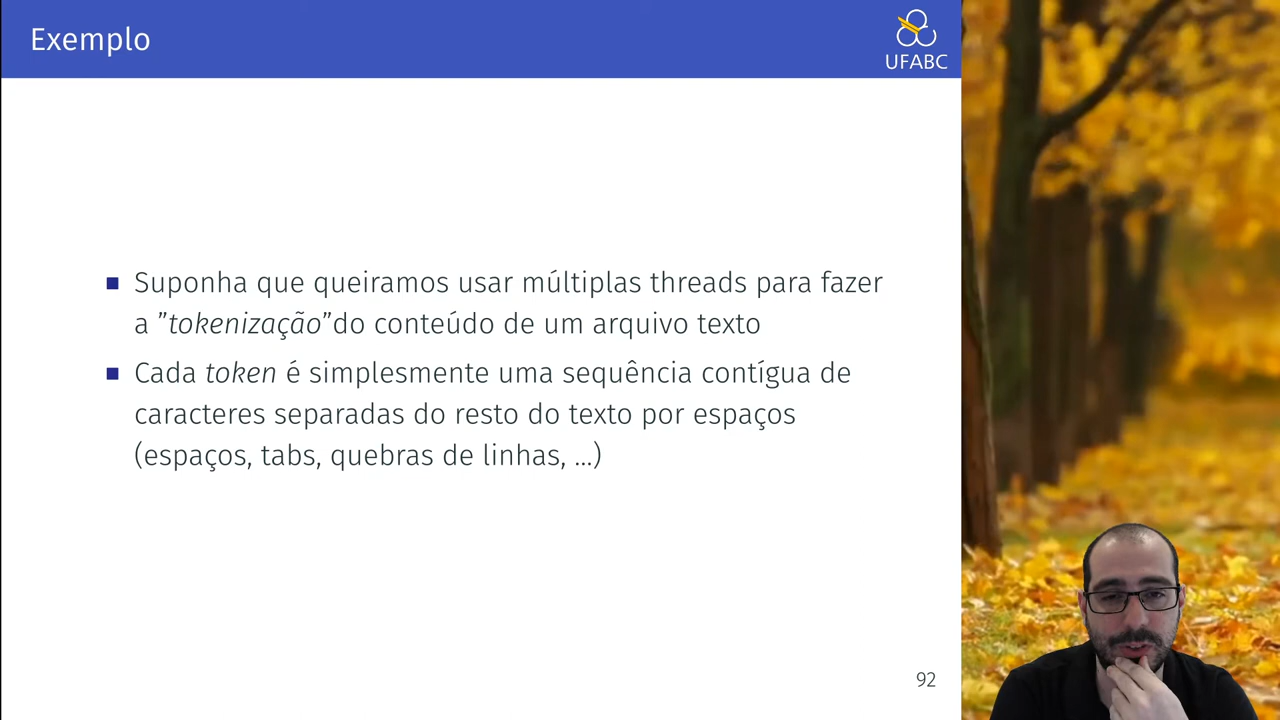 Exemplo
UFABC
Suponha que queiramos usar múltiplas threads para fazer
a ”tokenização”do conteúdo de um arquivo texto
Cada token é simplesmente uma sequência contígua de
caracteres separadas do resto do texto por espaços
(espaços, tabs, quebras de linhas, ...)
92